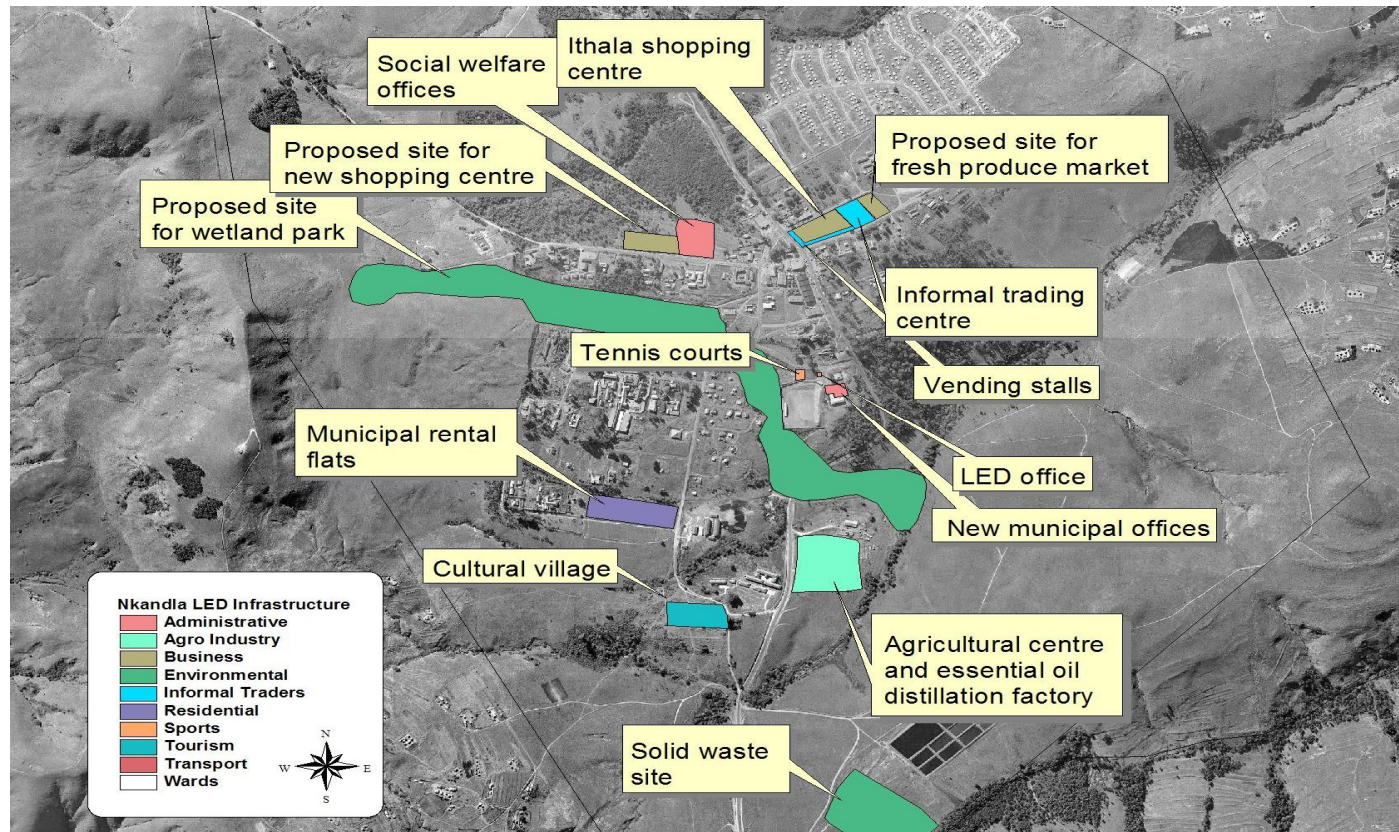 Ithala shopping
centre
Social welfare
offices
Proposed site for
new shopping centre
Proposed site for
fresh produce market
Proposed site
for wetland park
Informal trading
centre
Tennis courts
Vending stalls
Municipal rental
flats
LED office
New municipal offices
Cultural village
Agricultural centre
and essential oil
distillation factory
Solid waste
site
Nkandla LED Infrastructure
Administrative
Agro Industry
Business
Environmental
Informal Traders
Residential
Sports
Tourism
Transport
Wards
N
W E
S